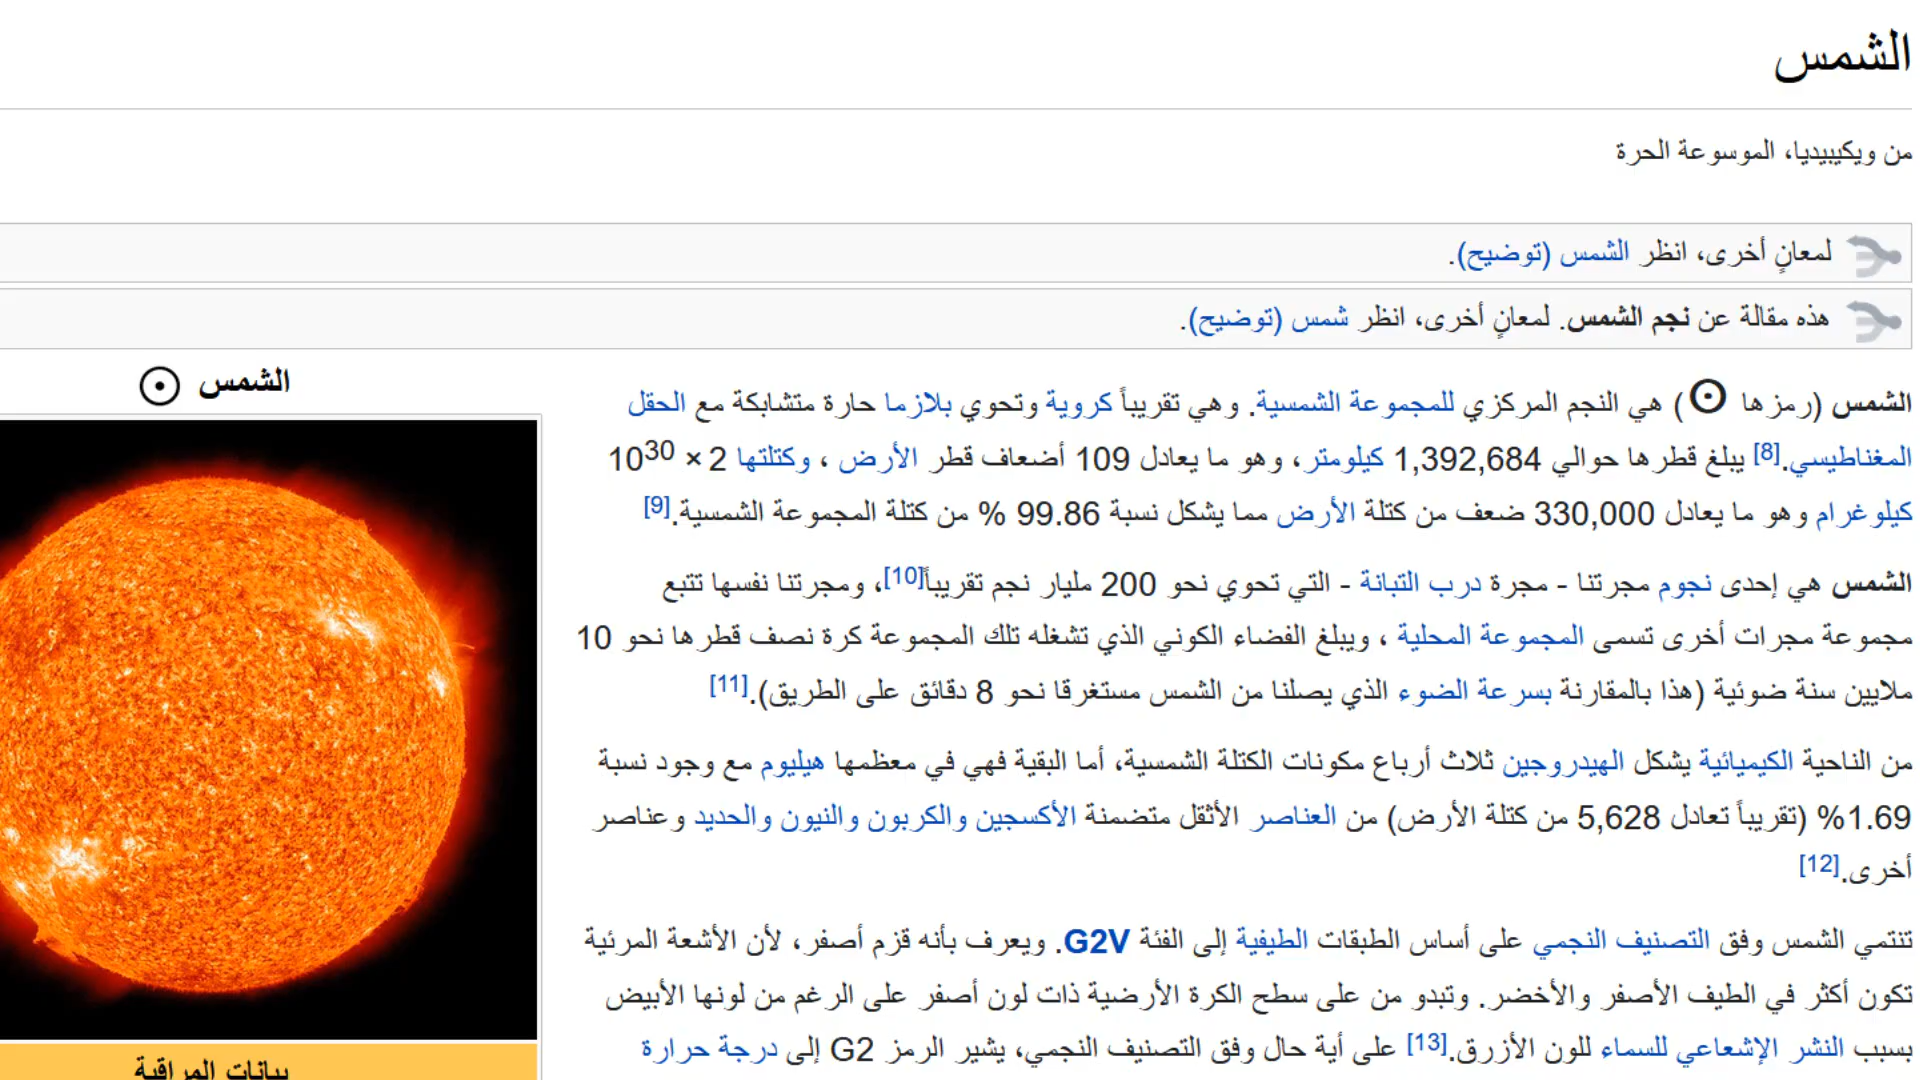 الشمس
من ويكيبيديا، الموسوعة الحرة
لمعانٍ أخرى، انظر الشمس (توضيح).
هذه مقالة عن نجم الشمس. لمعانٍ أخرى، انظر شمس (توضيح).
الشمس (رمزها ☉) هي النجم المركزي للمجموعة الشمسية. وهي تقريباً كروية وتحوي بلازما حارة متشابكة مع الحقل
المغناطيسي.[8] يبلغ قطرها حوالي 1,392,684 كيلومتر، وهو ما يعادل 109 أضعاف قطر الأرض ، وكتلتها 2 × 10³⁰
كيلوغرام وهو ما يعادل 330,000 ضعف من كتلة الأرض مما يشكل نسبة 99.86 % من كتلة المجموعة الشمسية.[9]
الشمس هي إحدى نجوم مجرتنا - مجرة درب التبانة - التي تحوي نحو 200 مليار نجم تقريباً[10]، ومجرتنا نفسها تتبع
مجموعة مجرات أخرى تسمى المجموعة المحلية ، ويبلغ الفضاء الكوني الذي تشغله تلك المجموعة كرة نصف قطرها نحو 10
ملايين سنة ضوئية (هذا بالمقارنة بسرعة الضوء الذي يصلنا من الشمس مستغرقا نحو 8 دقائق على الطريق).[11]
من الناحية الكيميائية يشكل الهيدروجين ثلاث أرباع مكونات الكتلة الشمسية، أما البقية فهي في معظمها هيليوم مع وجود نسبة
1.69% (تقريباً تعادل 5,628 من كتلة الأرض) من العناصر الأثقل متضمنة الأكسجين والكربون والنيون والحديد وعناصر
أخرى.[12]
تنتمي الشمس وفق التصنيف النجمي على أساس الطبقات الطيفية إلى الفئة G2V. ويعرف بأنه قزم أصفر، لأن الأشعة المرئية
تكون أكثر في الطيف الأصفر والأخضر. وتبدو من على سطح الكرة الأرضية ذات لون أصفر على الرغم من لونها الأبيض
بسبب النشر الإشعاعي للسماء للون الأزرق.[13] على أية حال وفق التصنيف النجمي، يشير الرمز G2 إلى درجة حرارة
الشمس ☉
بيانات المراقبة